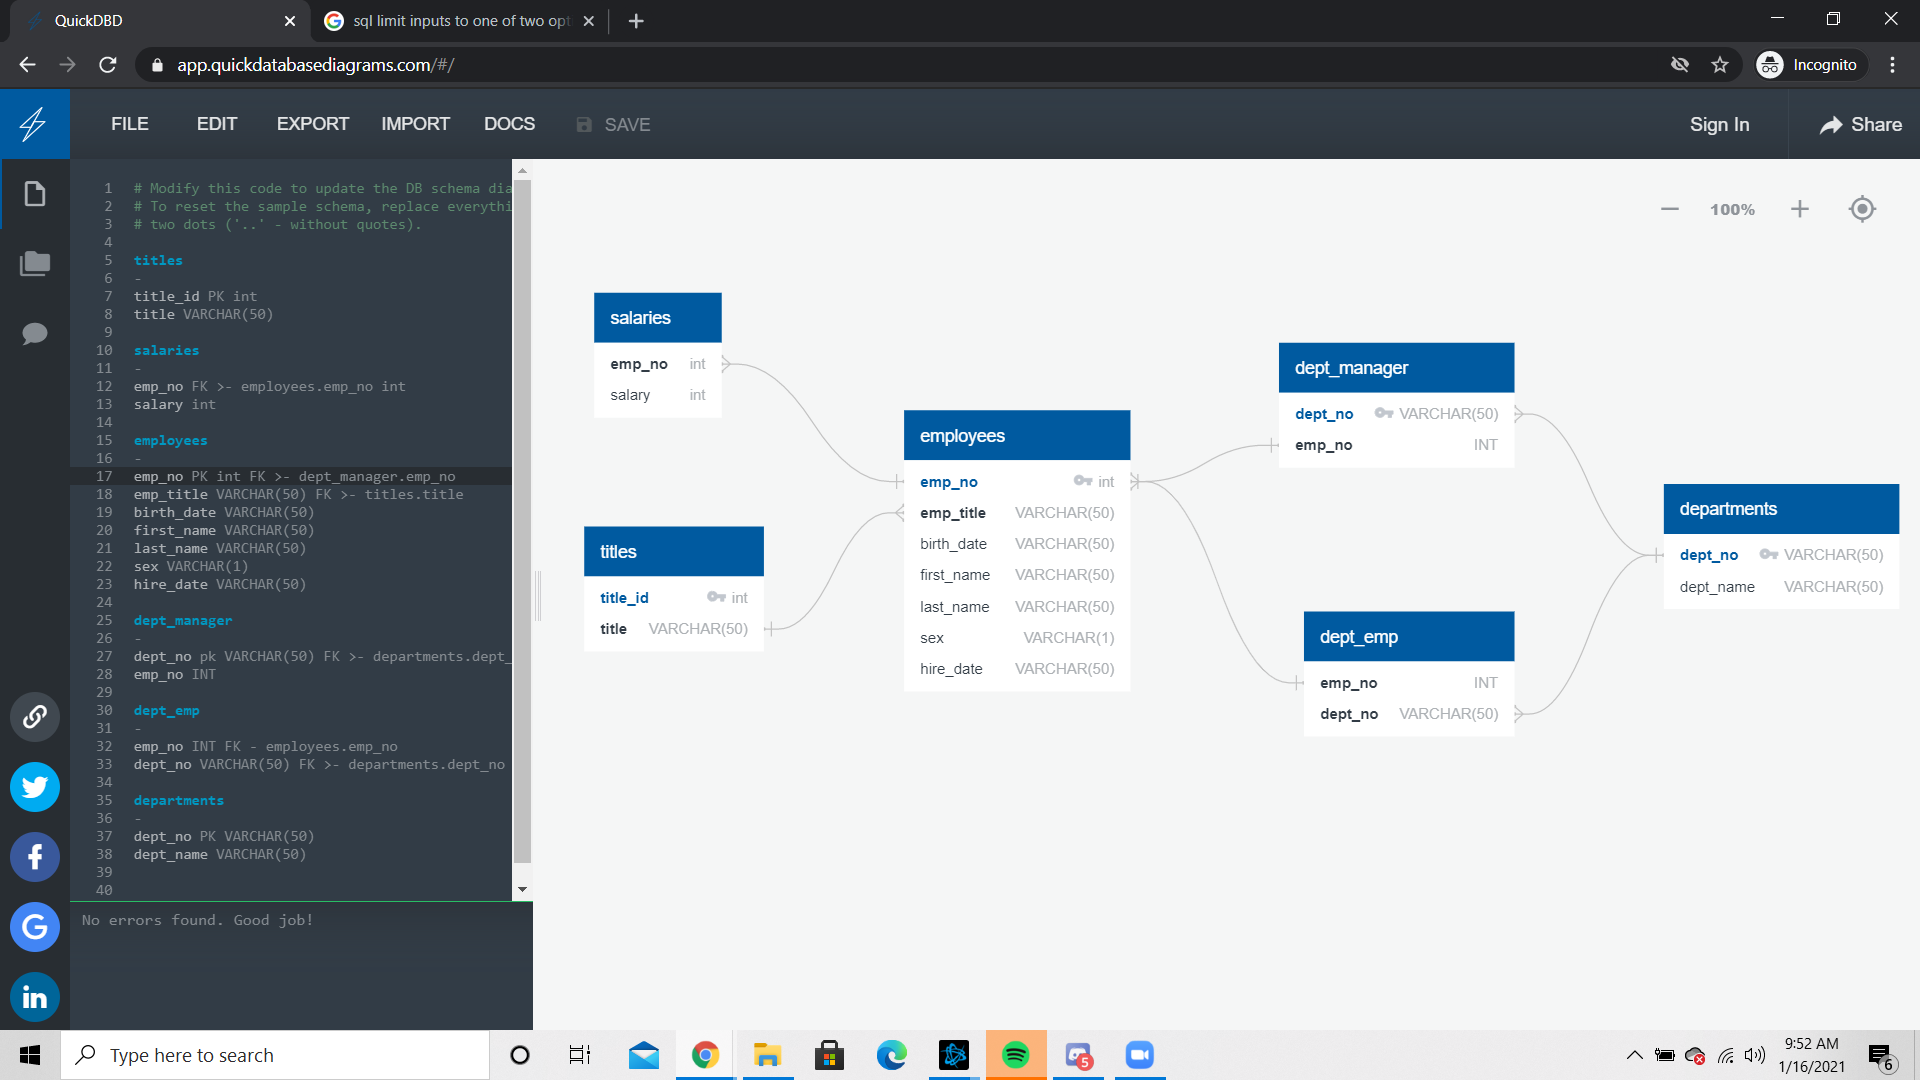 QuickDBD
sql limit inputs to one of two opt
app.quickdatabasediagrams.com/#/
Incognito
FILE EDIT EXPORT IMPORT DOCS SAVE Sign In Share
1 # Modify this code to update the DB schema dia
2 # To reset the sample schema, replace everythi
3 # two dots ('..' - without quotes).
4
5 titles
6 -
7 title_id PK int
8 title VARCHAR(50)
9
10 salaries
11 -
12 emp_no FK >- employees.emp_no int
13 salary int
14
15 employees
16 -
17 emp_no PK int FK >- dept_manager.emp_no
18 emp_title VARCHAR(50) FK >- titles.title
19 birth_date VARCHAR(50)
20 first_name VARCHAR(50)
21 last_name VARCHAR(50)
22 sex VARCHAR(1)
23 hire_date VARCHAR(50)
24
25 dept_manager
26 -
27 dept_no pk VARCHAR(50) FK >- departments.dept_
28 emp_no INT
29
30 dept_emp
31 -
32 emp_no INT FK - employees.emp_no
33 dept_no VARCHAR(50) FK >- departments.dept_no
34
35 departments
36 -
37 dept_no PK VARCHAR(50)
38 dept_name VARCHAR(50)
39
40
No errors found. Good job!
100%
salaries
emp_no int
salary int
titles
title_id int
title VARCHAR(50)
employees
emp_no int
emp_title VARCHAR(50)
birth_date VARCHAR(50)
first_name VARCHAR(50)
last_name VARCHAR(50)
sex VARCHAR(1)
hire_date VARCHAR(50)
dept_manager
dept_no VARCHAR(50)
emp_no INT
dept_emp
emp_no INT
dept_no VARCHAR(50)
departments
dept_no VARCHAR(50)
dept_name VARCHAR(50)
Type here to search
5
9:52 AM
1/16/2021
6